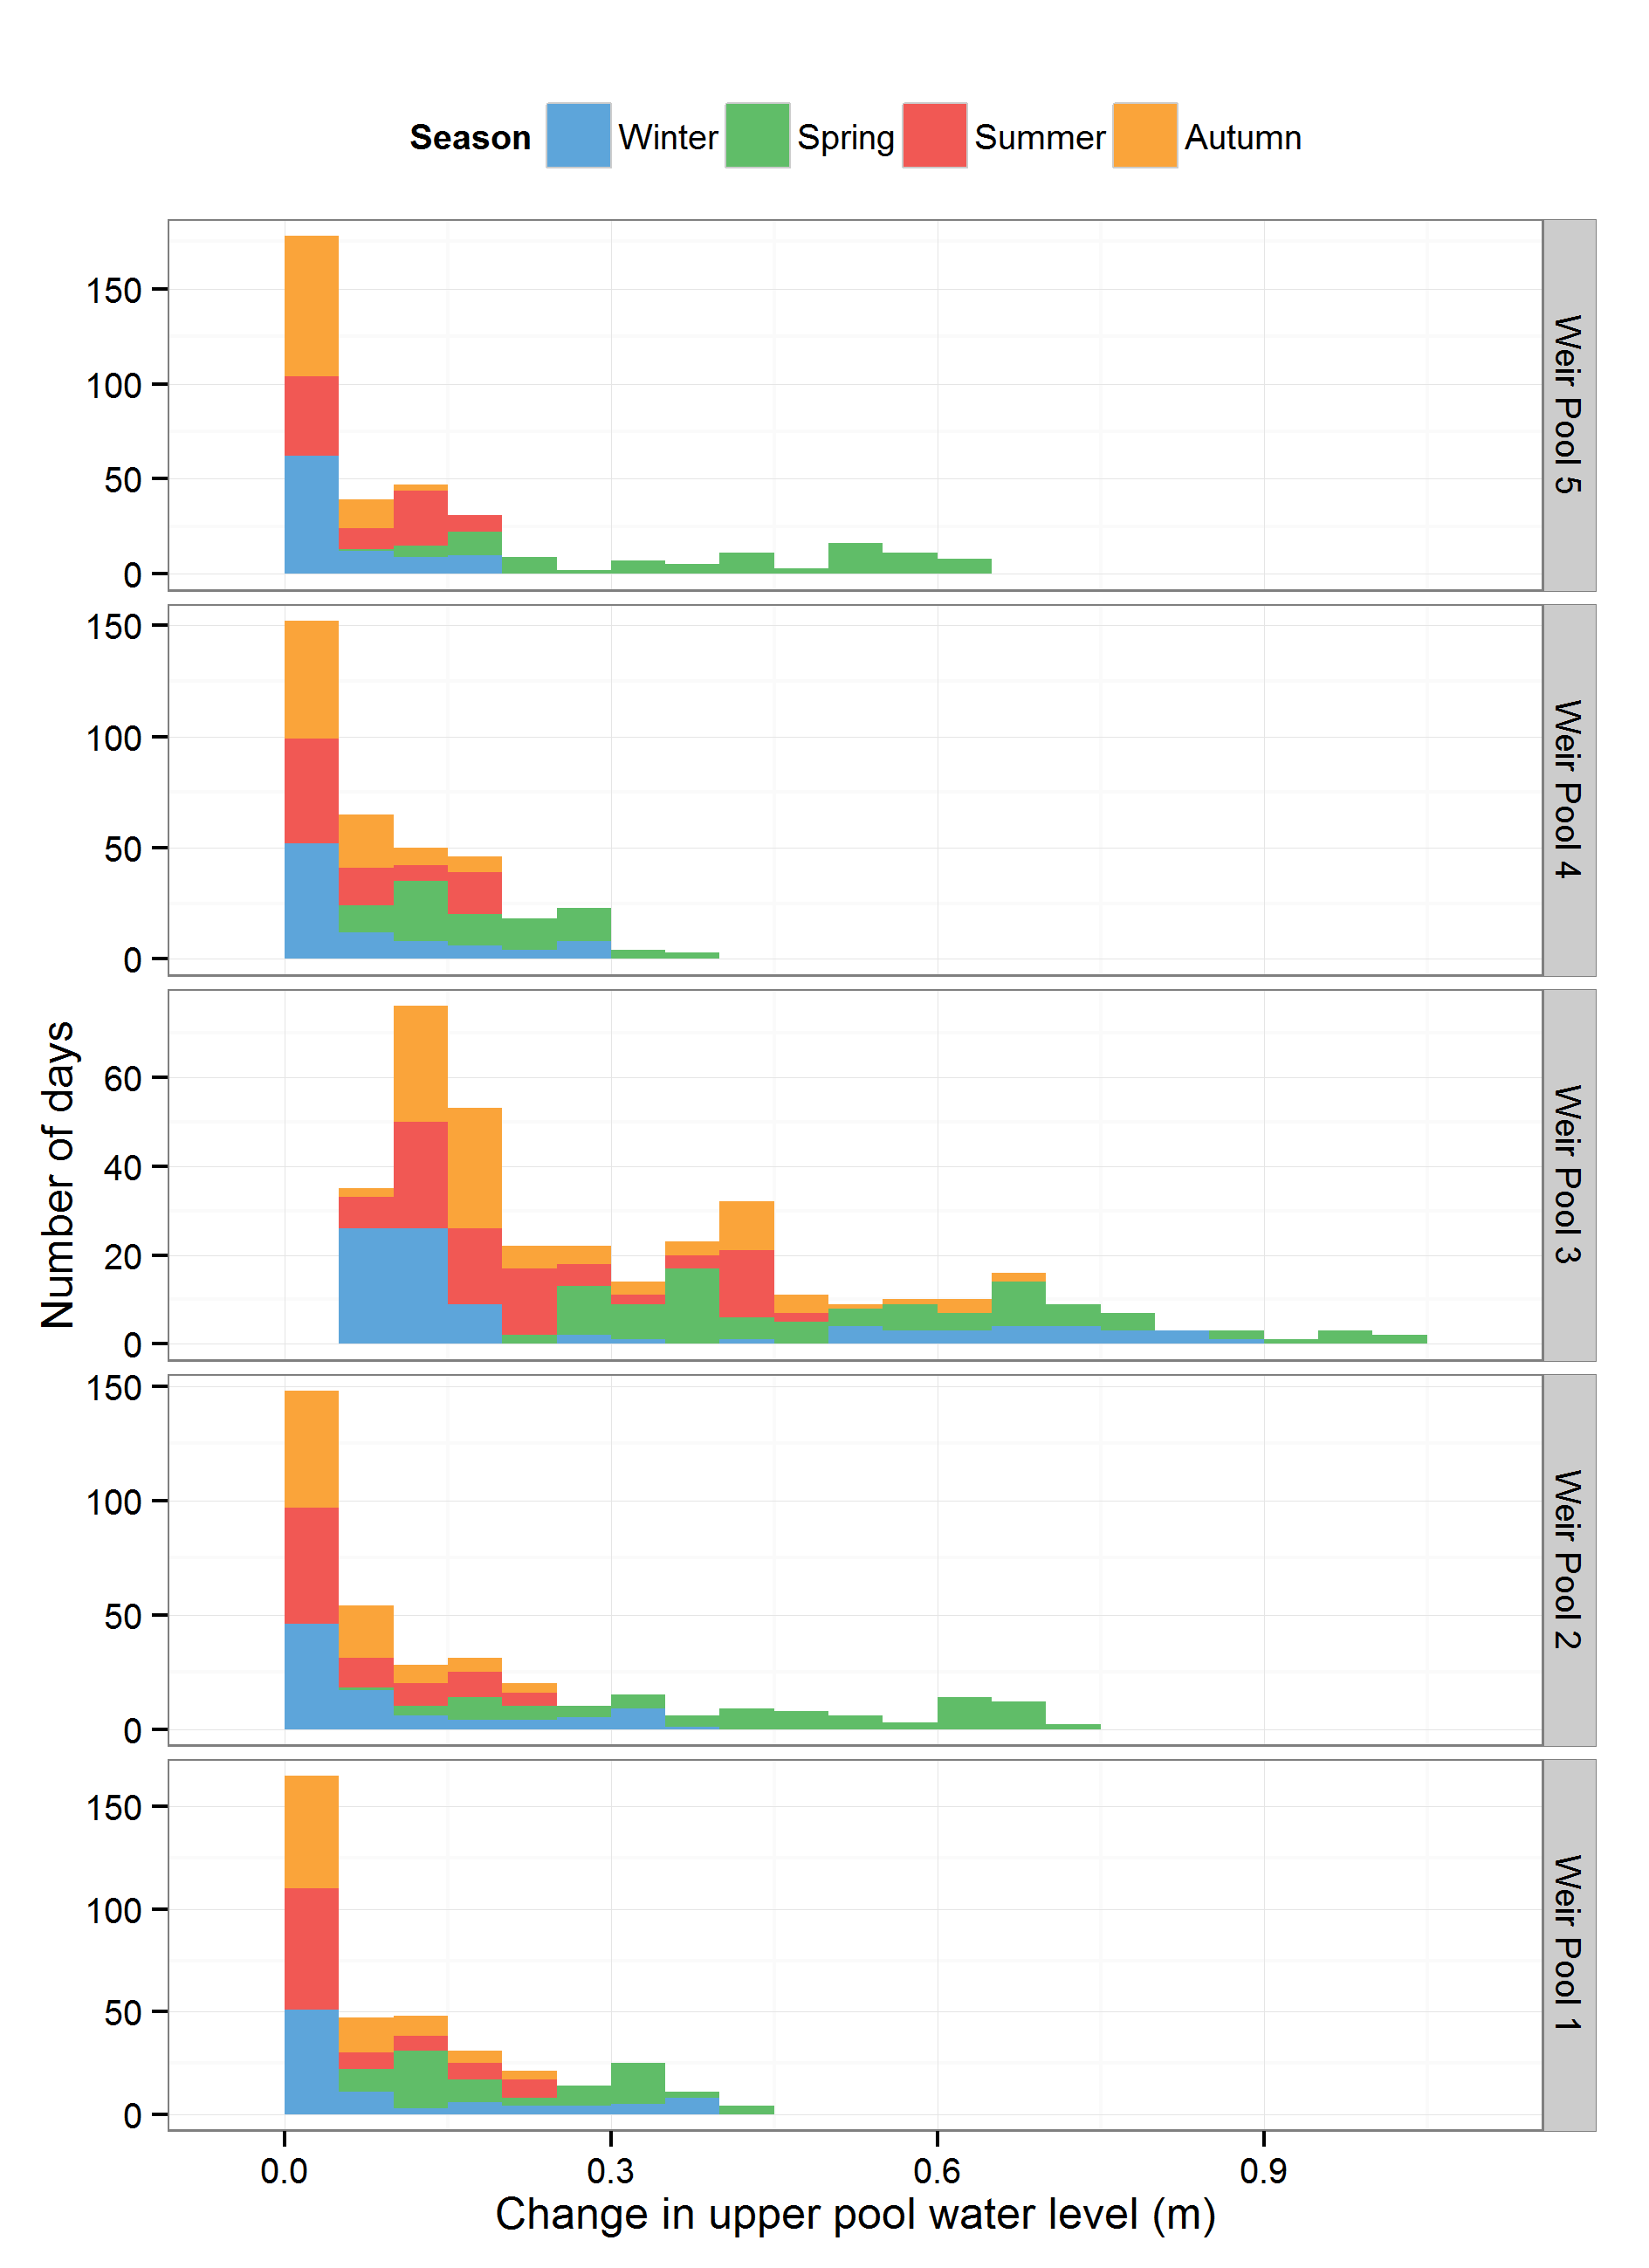 Season Winter Spring Summer Autumn
150
100
50
0
Weir Pool 5
150
100
50
0
Weir Pool 4
60
40
20
0
Weir Pool 3
150
100
50
0
Weir Pool 2
150
100
50
0
Weir Pool 1
Number of days
0.0 0.3 0.6 0.9
Change in upper pool water level (m)